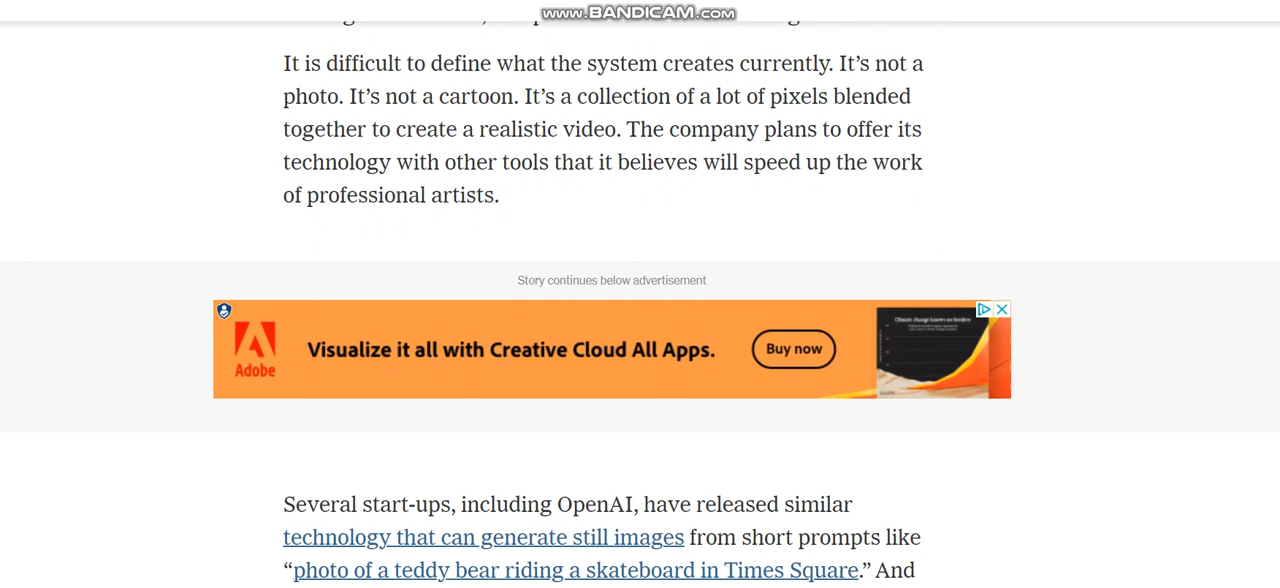 www.BANDICAM.com
It is difficult to define what the system creates currently. It’s not a
photo. It’s not a cartoon. It’s a collection of a lot of pixels blended
together to create a realistic video. The company plans to offer its
technology with other tools that it believes will speed up the work
of professional artists.
Story continues below advertisement
Adobe
Visualize it all with Creative Cloud All Apps.
Buy now
Climate change knows no borders
Several start-ups, including OpenAI, have released similar
technology that can generate still images from short prompts like
“photo of a teddy bear riding a skateboard in Times Square.” And